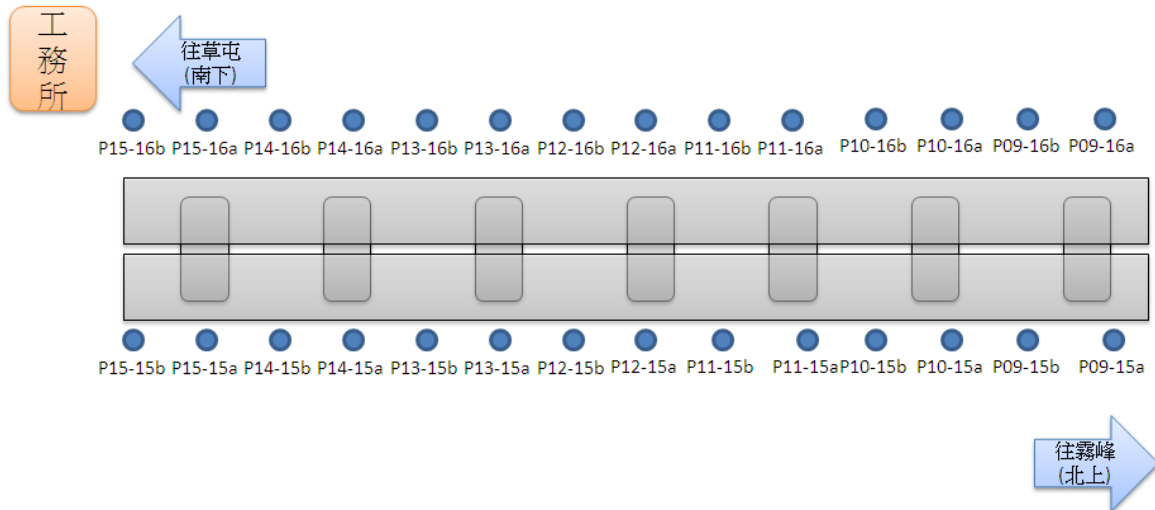 工
務
所
往草屯
(南下)
P15-16b P15-16a P14-16b P14-16a P13-16b P13-16a P12-16b P12-16a P11-16b P11-16a P10-16b P10-16a P09-16b P09-16a
P15-15b P15-15a P14-15b P14-15a P13-15b P13-15a P12-15b P12-15a P11-15b P11-15a P10-15b P10-15a P09-15b P09-15a
往霧峰
(北上)